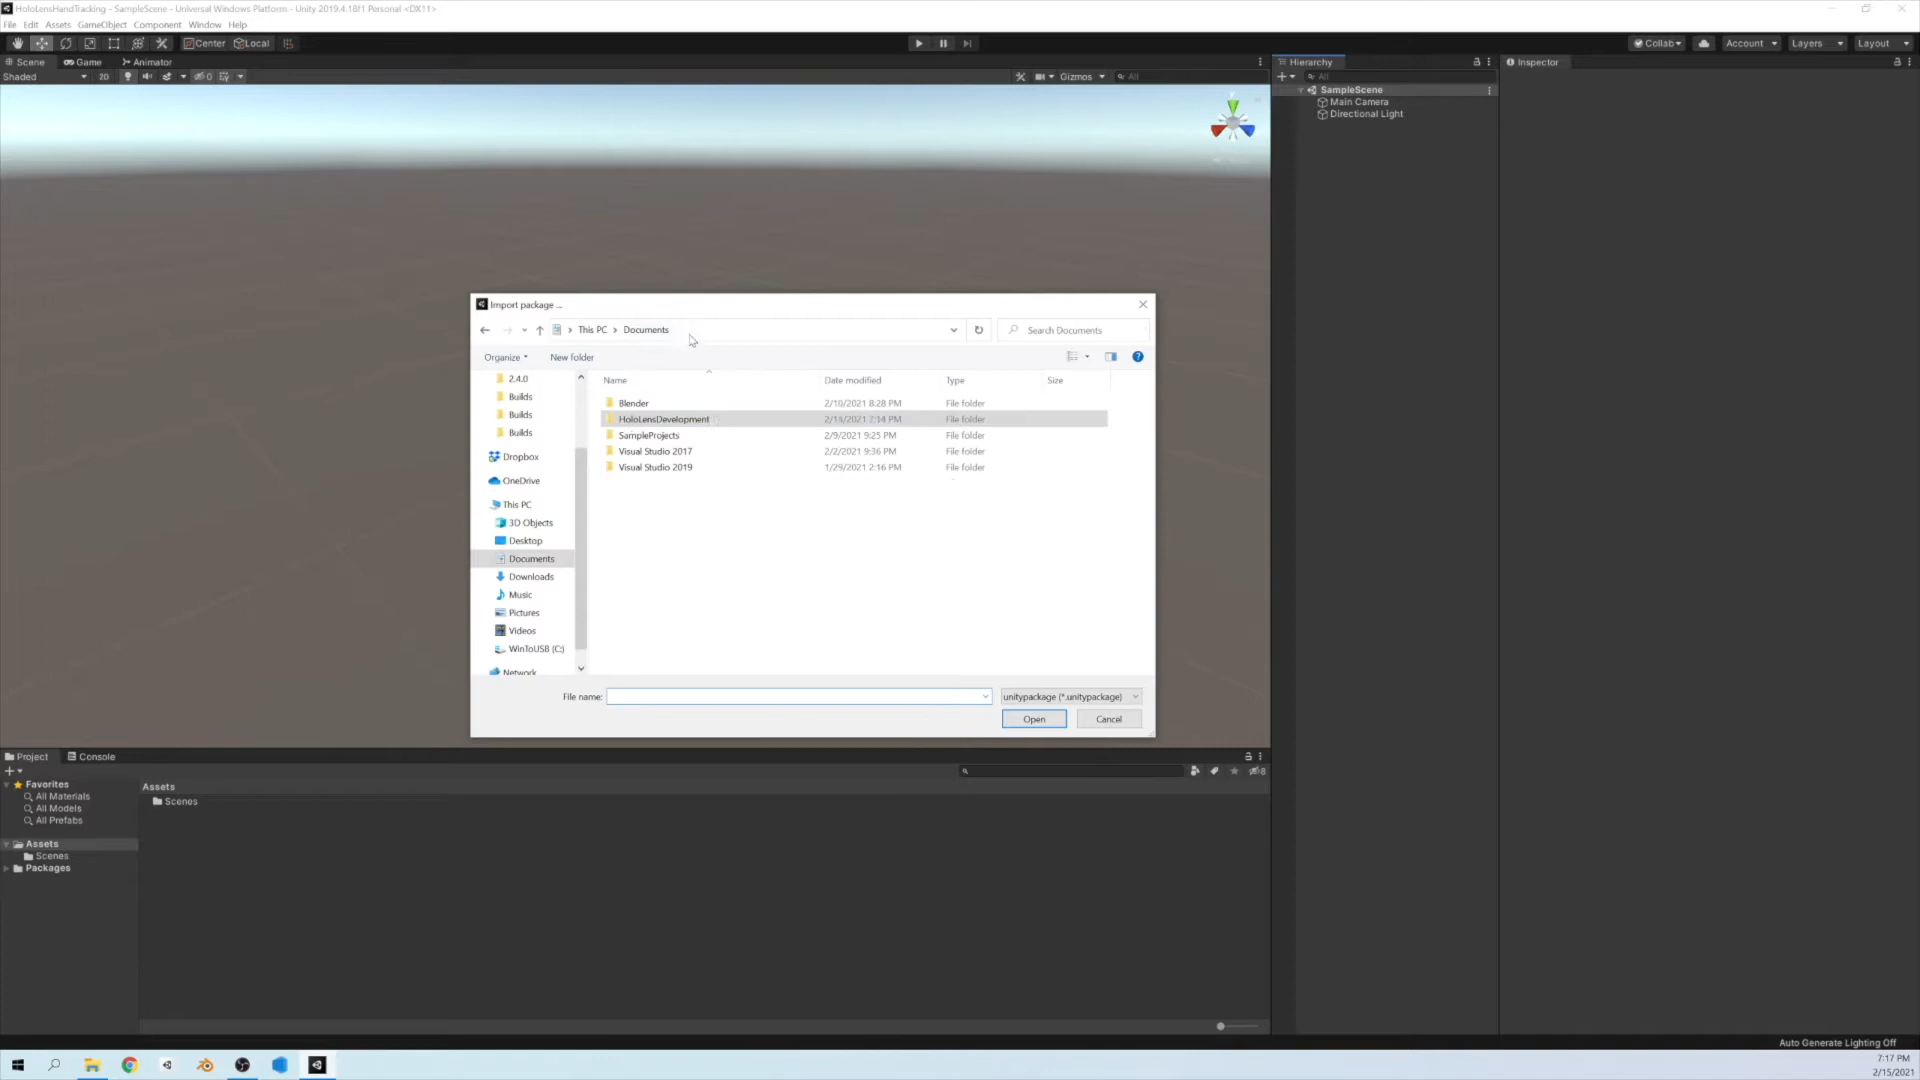 HoloLensHandTracking - SampleScene - Universal Windows Platform - Unity 2019.4.18f1 Personal <DX11>
File Edit Assets GameObject Component Window Help
Center Local Collab Account Layers Layout
Scene Game Animator Hierarchy Inspector
Shaded 2D 0 Gizmos All All
SampleScene
Main Camera
Directional Light
Import package ...
This PC > Documents Search Documents
Organize New folder
Name Date modified Type Size
2.4.0
Builds
Builds
Builds
Dropbox
OneDrive
This PC
3D Objects
Desktop
Documents
Downloads
Music
Pictures
Videos
WinToUSB (C:)
Network
Blender 2/10/2021 8:28 PM File folder
HoloLensDevelopment 7:14 PM File folder
SampleProjects 2/9/2021 9:25 PM File folder
Visual Studio 2017 2/2/2021 9:36 PM File folder
Visual Studio 2019 1/29/2021 2:16 PM File folder
File name: unitypackage (*.unitypackage)
Open Cancel
Project Console
8
Favorites
All Materials
All Models
All Prefabs
Assets
Scenes
Packages
Assets
Scenes
Auto Generate Lighting Off
7:17 PM
2/15/2021